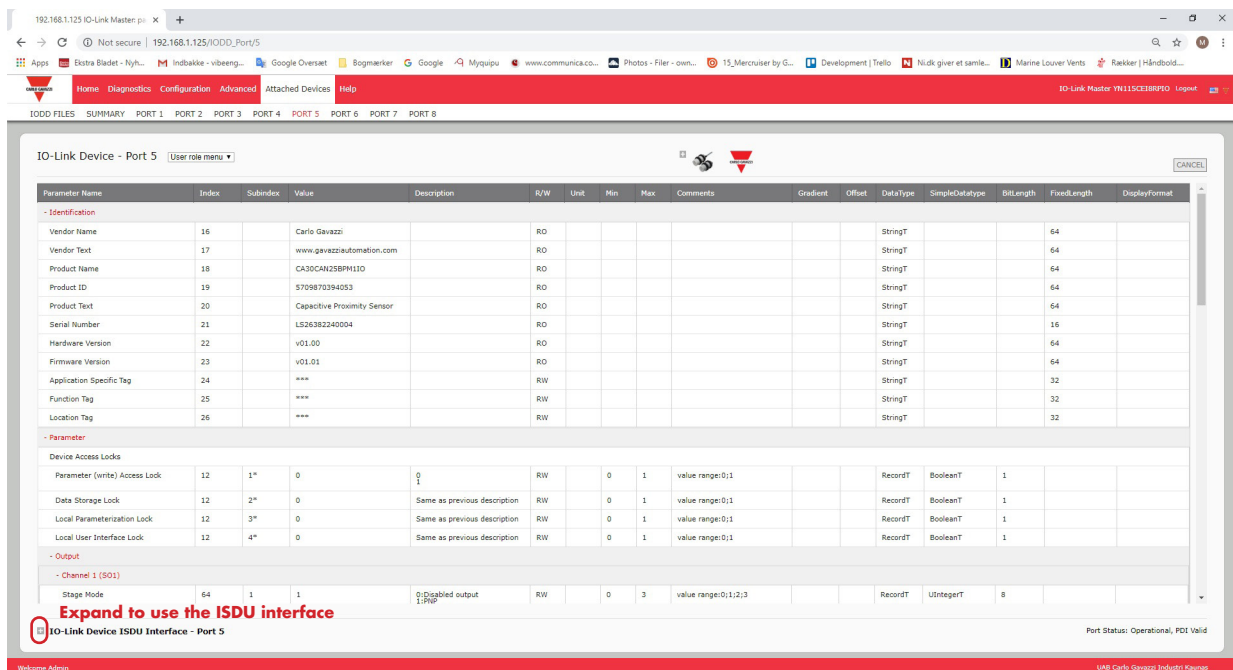 192.168.1.125 IO-Link Master: pa
Not secure | 192.168.1.125/IODD_Port/5
Apps Ekstra Bladet - Nyh... Indbakke - vibeeng... Google Oversæt Bogmærker Google Myquipu www.communica.co... Photos - Filer - own... 15_Mercruiser by G... Development | Trello Ni.dk giver et samle... Marine Louver Vents Rækker | Håndbold....
CARLO GAVAZZI Home Diagnostics Configuration Advanced Attached Devices Help IO-Link Master YN115CEI8RPIO Logout
IODD FILES SUMMARY PORT 1 PORT 2 PORT 3 PORT 4 PORT 5 PORT 6 PORT 7 PORT 8
IO-Link Device - Port 5 User role menu
CANCEL
Parameter Name Index Subindex Value Description R/W Unit Min Max Comments Gradient Offset DataType SimpleDatatype BitLength FixedLength DisplayFormat
- Identification
Vendor Name 16 Carlo Gavazzi RO StringT 64
Vendor Text 17 www.gavazziautomation.com RO StringT 64
Product Name 18 CA30CAN25BPM1IO RO StringT 64
Product ID 19 5709870394053 RO StringT 64
Product Text 20 Capacitive Proximity Sensor RO StringT 64
Serial Number 21 LS26382240004 RO StringT 16
Hardware Version 22 v01.00 RO StringT 64
Firmware Version 23 v01.01 RO StringT 64
Application Specific Tag 24 *** RW StringT 32
Function Tag 25 *** RW StringT 32
Location Tag 26 *** RW StringT 32
- Parameter
Device Access Locks
Parameter (write) Access Lock 12 1* 0 0 1 RW 0 1 value range:0;1 RecordT BooleanT 1
Data Storage Lock 12 2* 0 Same as previous description RW 0 1 value range:0;1 RecordT BooleanT 1
Local Parameterization Lock 12 3* 0 Same as previous description RW 0 1 value range:0;1 RecordT BooleanT 1
Local User Interface Lock 12 4* 0 Same as previous description RW 0 1 value range:0;1 RecordT BooleanT 1
- Output
- Channel 1 (SO1)
Stage Mode 64 1 1 0:Disabled output 1:PNP RW 0 3 value range:0;1;2;3 RecordT UIntegerT 8
Expand to use the ISDU interface
IO-Link Device ISDU Interface - Port 5 Port Status: Operational, PDI Valid
Welcome Admin UAB Carlo Gavazzi Industri Kaunas